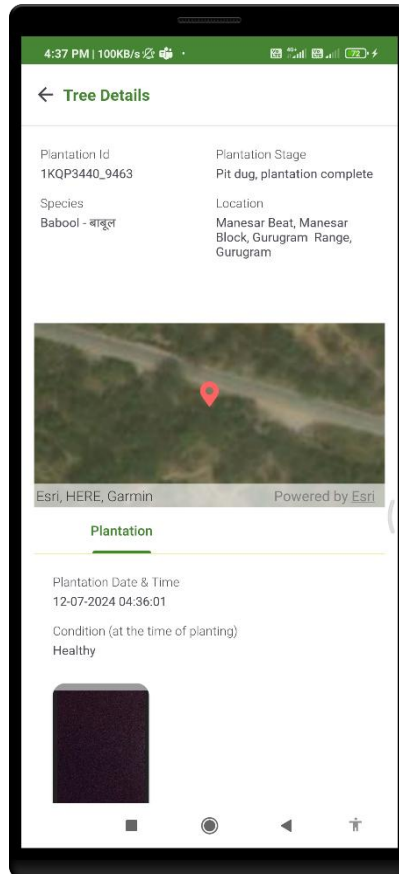 4:37 PM | 100KB/s
72
Tree Details
Plantation Id
1KQP3440_9463
Plantation Stage
Pit dug, plantation complete
Species
Babool - बाबूल
Location
Manesar Beat, Manesar
Block, Gurugram Range,
Gurugram
Esri, HERE, Garmin
Powered by Esri
Plantation
Plantation Date & Time
12-07-2024 04:36:01
Condition (at the time of planting)
Healthy